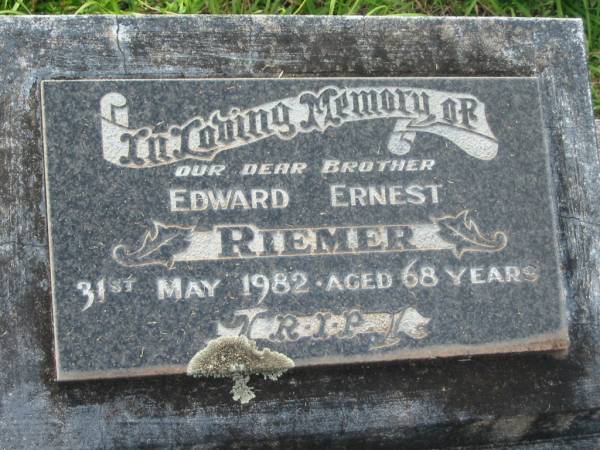 In Loving Memory of
OUR DEAR BROTHER
EDWARD ERNEST
RIEMER
31ST MAY 1982 · AGED 68 YEARS
R·I·P